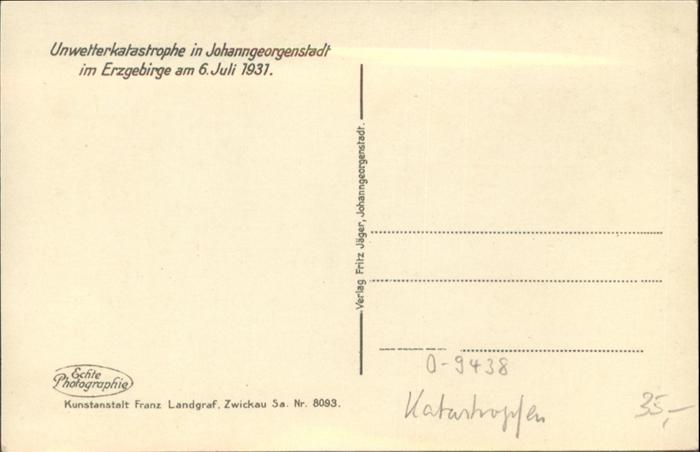 Unwetterkatastrophe in Johanngeorgenstadt
im Erzgebirge am 6. Juli 1931.
Verlag Fritz Jäger, Johanngeorgenstadt.
Echte
Photographie
Kunstanstalt Franz Landgraf, Zwickau Sa. Nr. 8093.
O-9438
Katastrophen
35,-